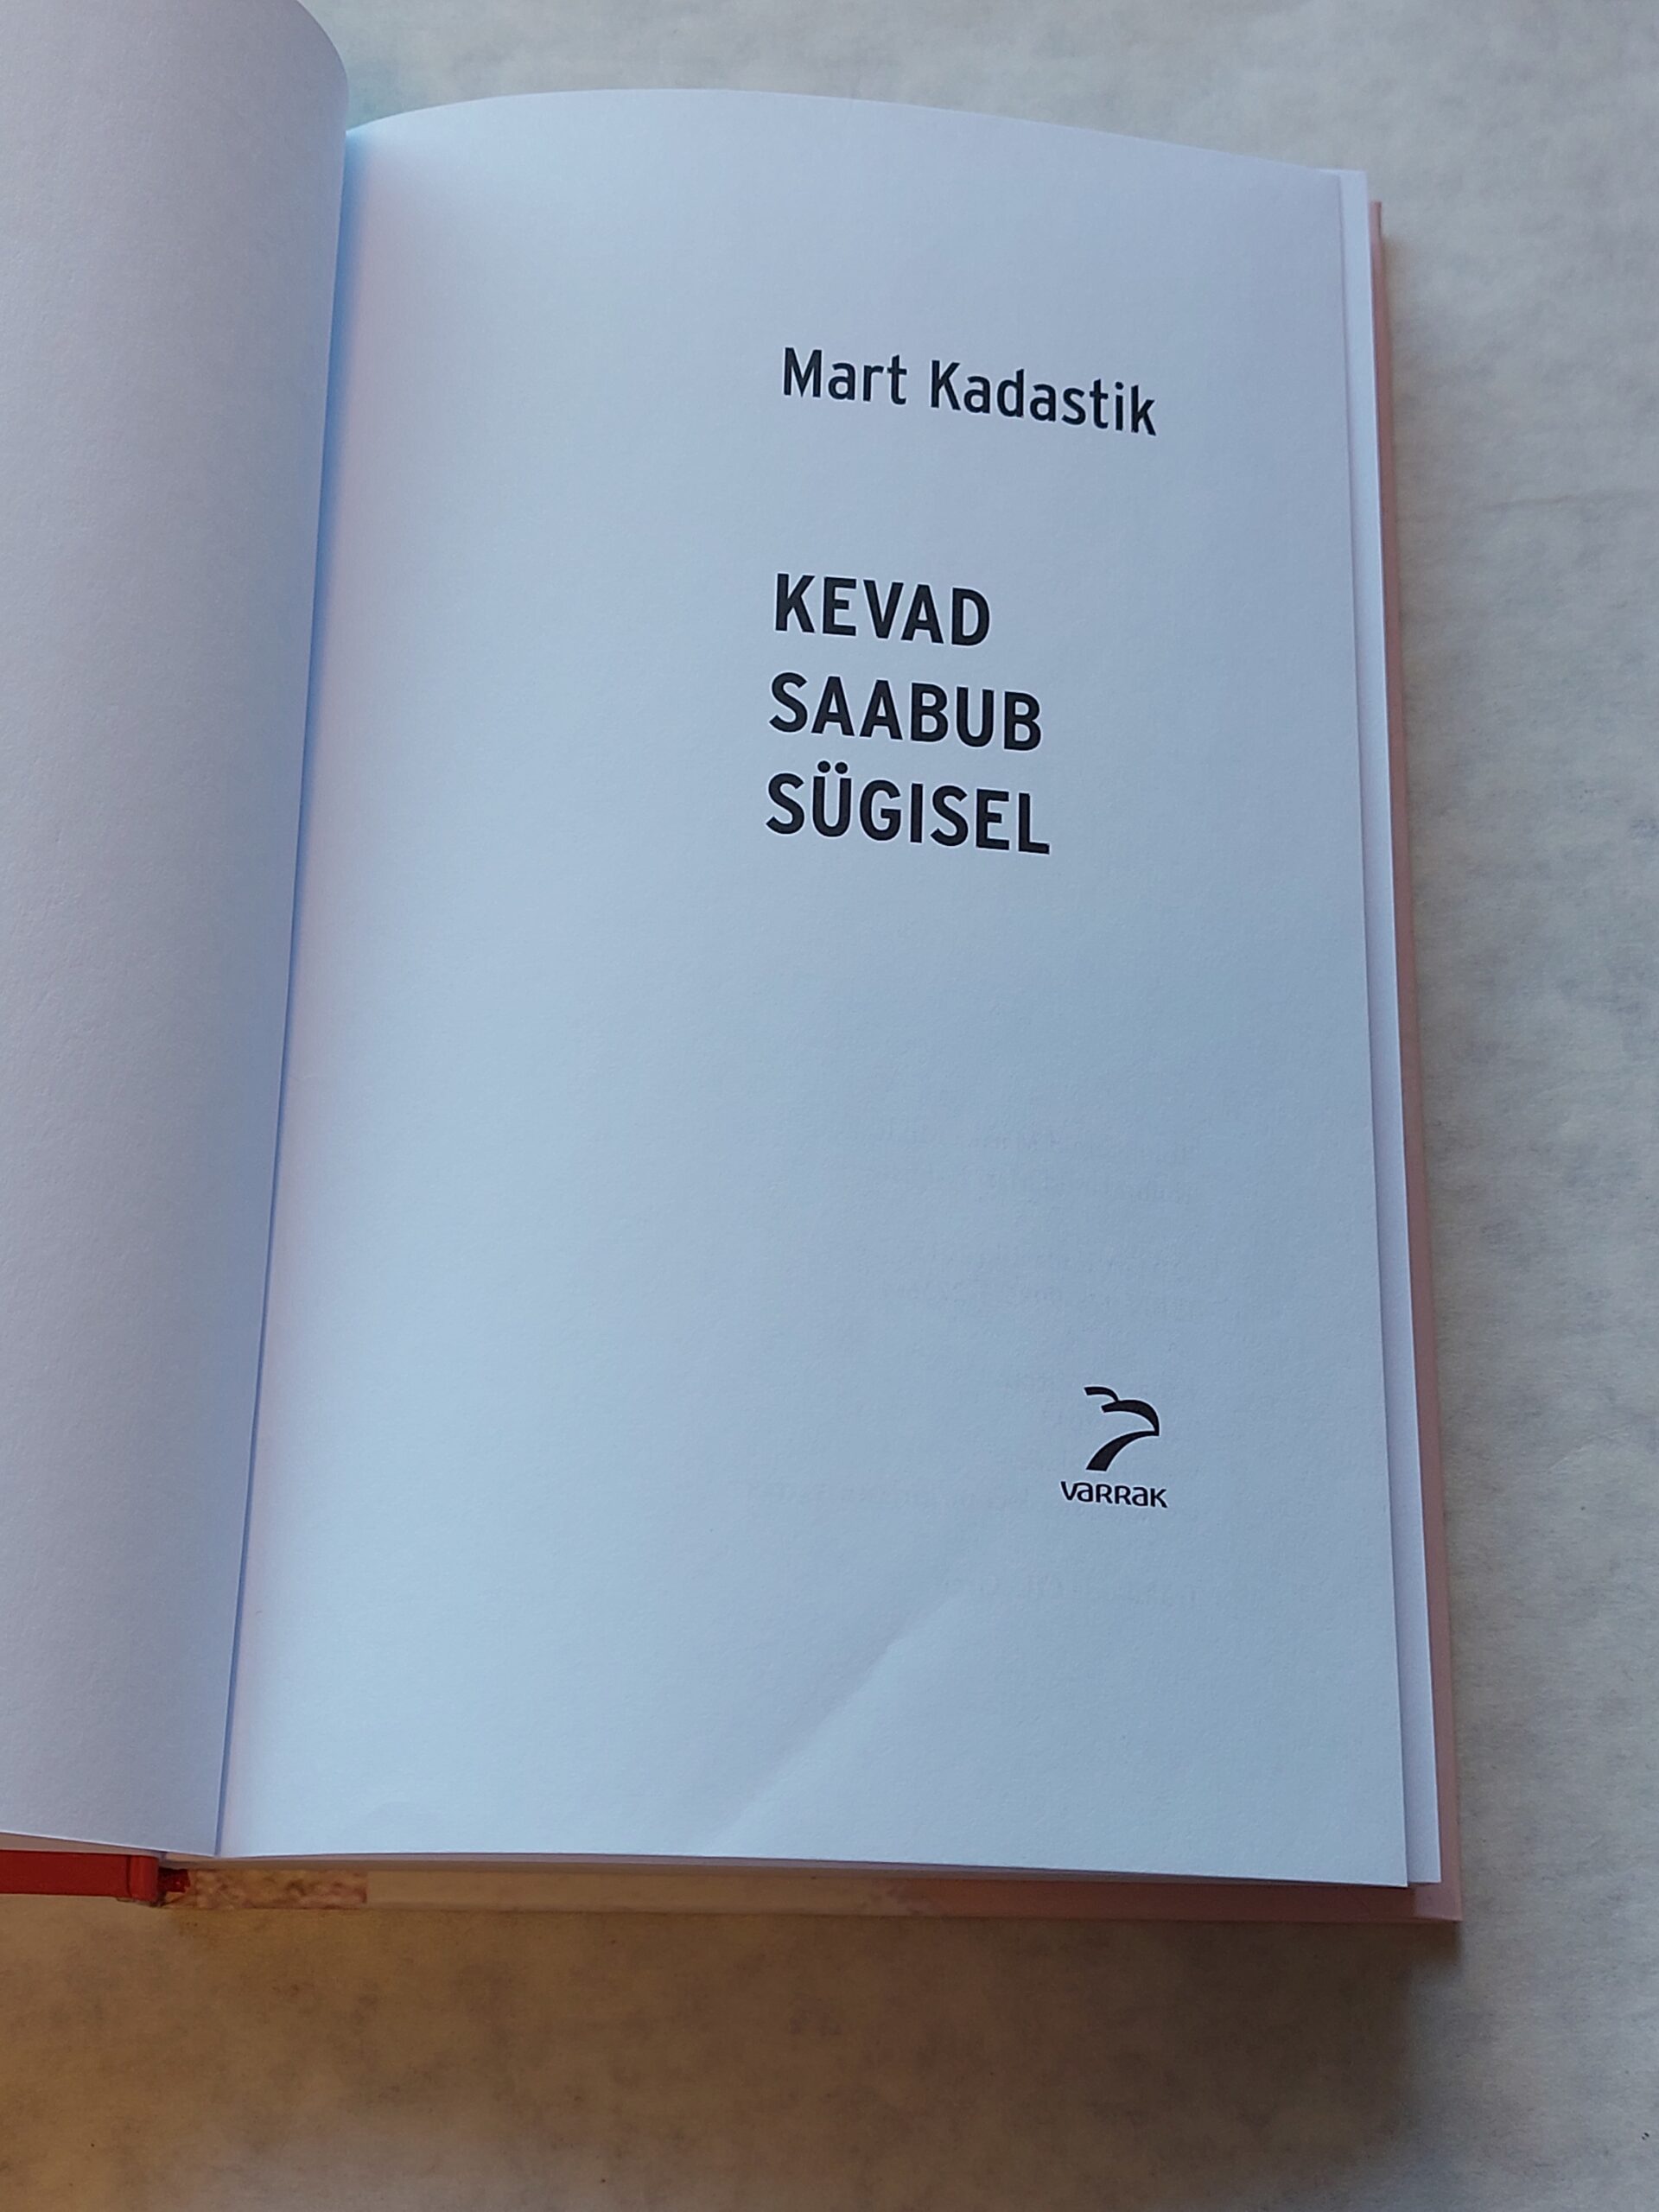 Mart Kadastik
KEVAD
SAABUB
SÜGISEL
VARRAK